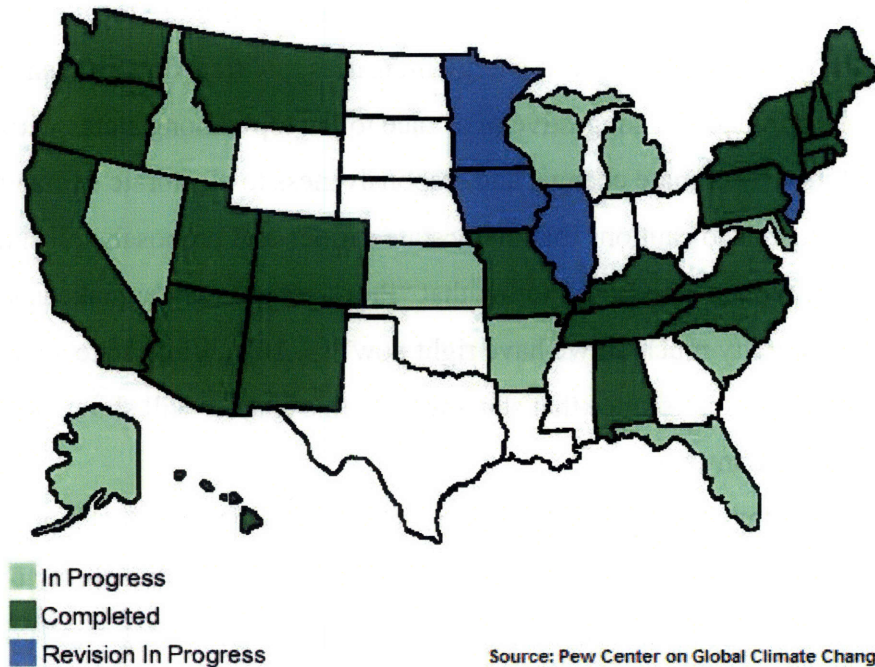 In Progress
Completed
Revision In Progress
Source: Pew Center on Global Climate Chang